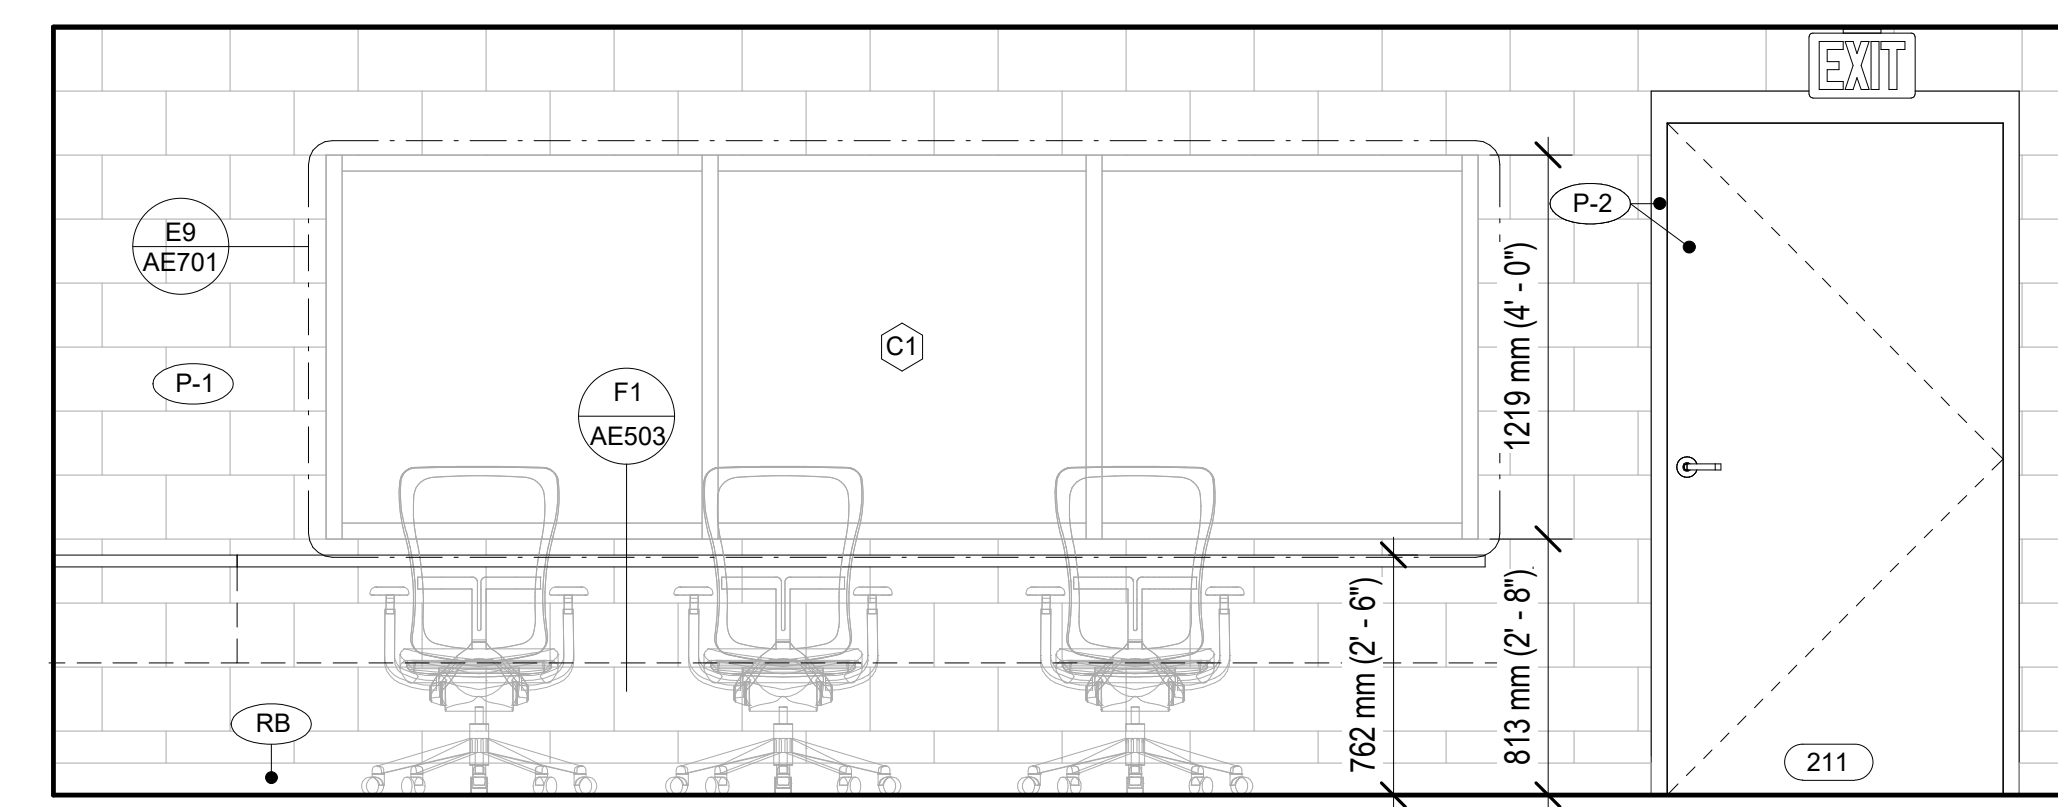 EXIT
E9
AE701
P-2
P-1
C1
F1
AE503
1219 mm (4' - 0")
762 mm (2' - 6")
813 mm (2' - 8")
RB
211